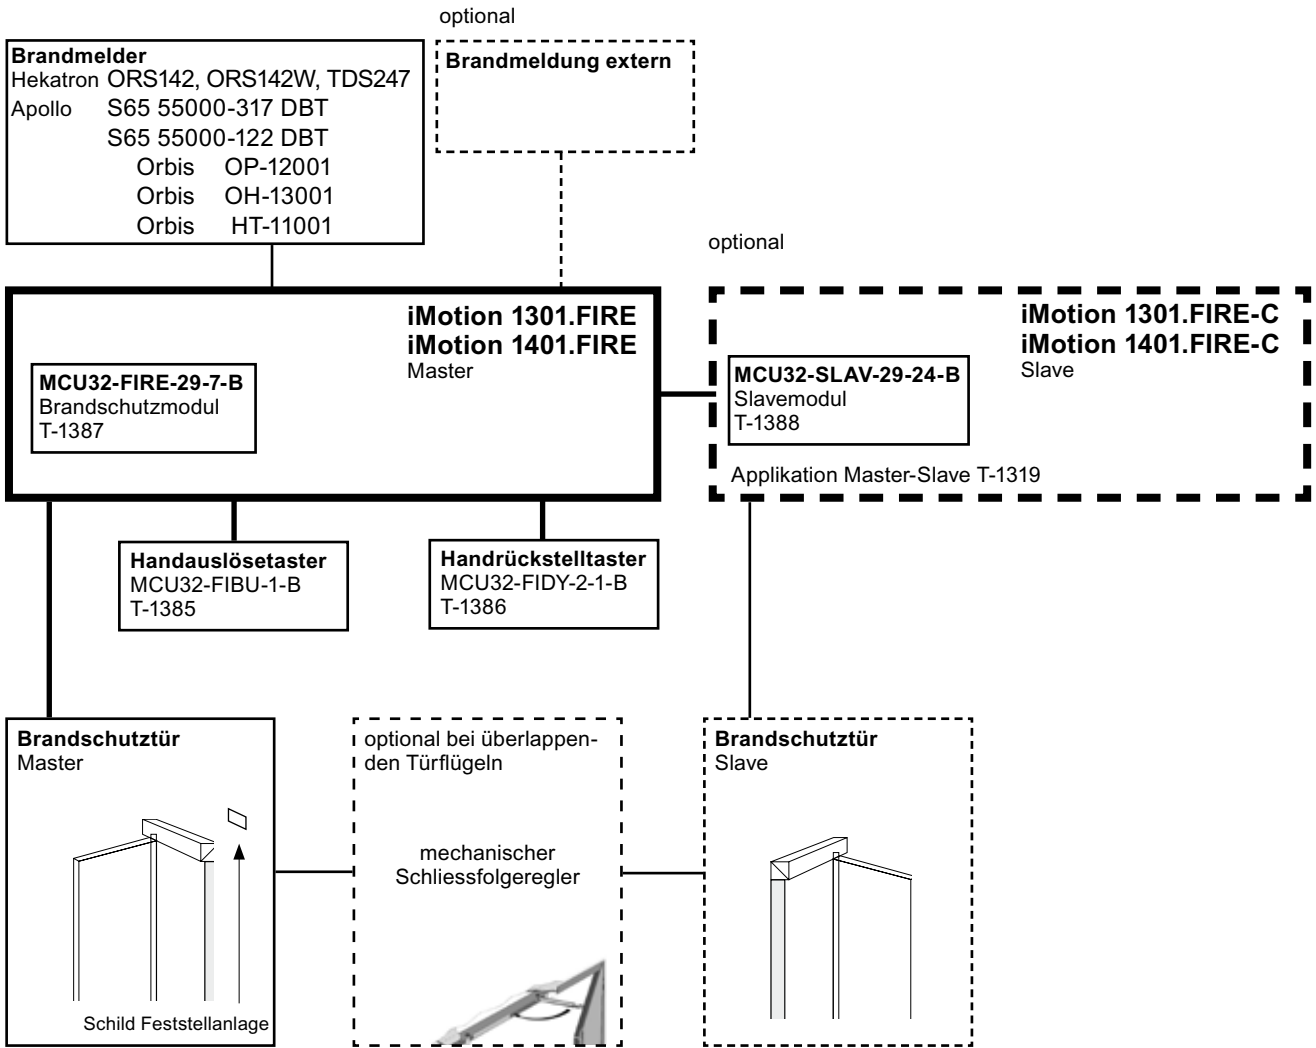 optional
Brandmelder
Hekatron ORS142, ORS142W, TDS247
Apollo S65 55000-317 DBT
S65 55000-122 DBT
Orbis OP-12001
Orbis OH-13001
Orbis HT-11001
Brandmeldung extern
optional
iMotion 1301.FIRE
iMotion 1401.FIRE
Master
MCU32-FIRE-29-7-B
Brandschutzmodul
T-1387
iMotion 1301.FIRE-C
iMotion 1401.FIRE-C
Slave
MCU32-SLAV-29-24-B
Slavemodul
T-1388
Applikation Master-Slave T-1319
Handauslösetaster
MCU32-FIBU-1-B
T-1385
Handrückstelltaster
MCU32-FIDY-2-1-B
T-1386
Brandschutztür
Master
Schild Feststellanlage
optional bei überlappen-
den Türflügeln
mechanischer
Schliessfolgeregler
Brandschutztür
Slave